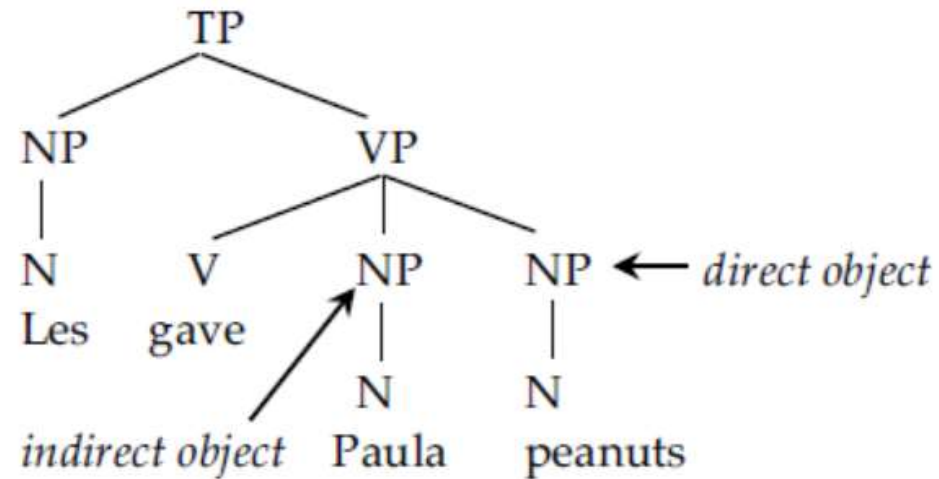 TP
NP VP
N V NP NP direct object
Les gave
N N
indirect object Paula peanuts